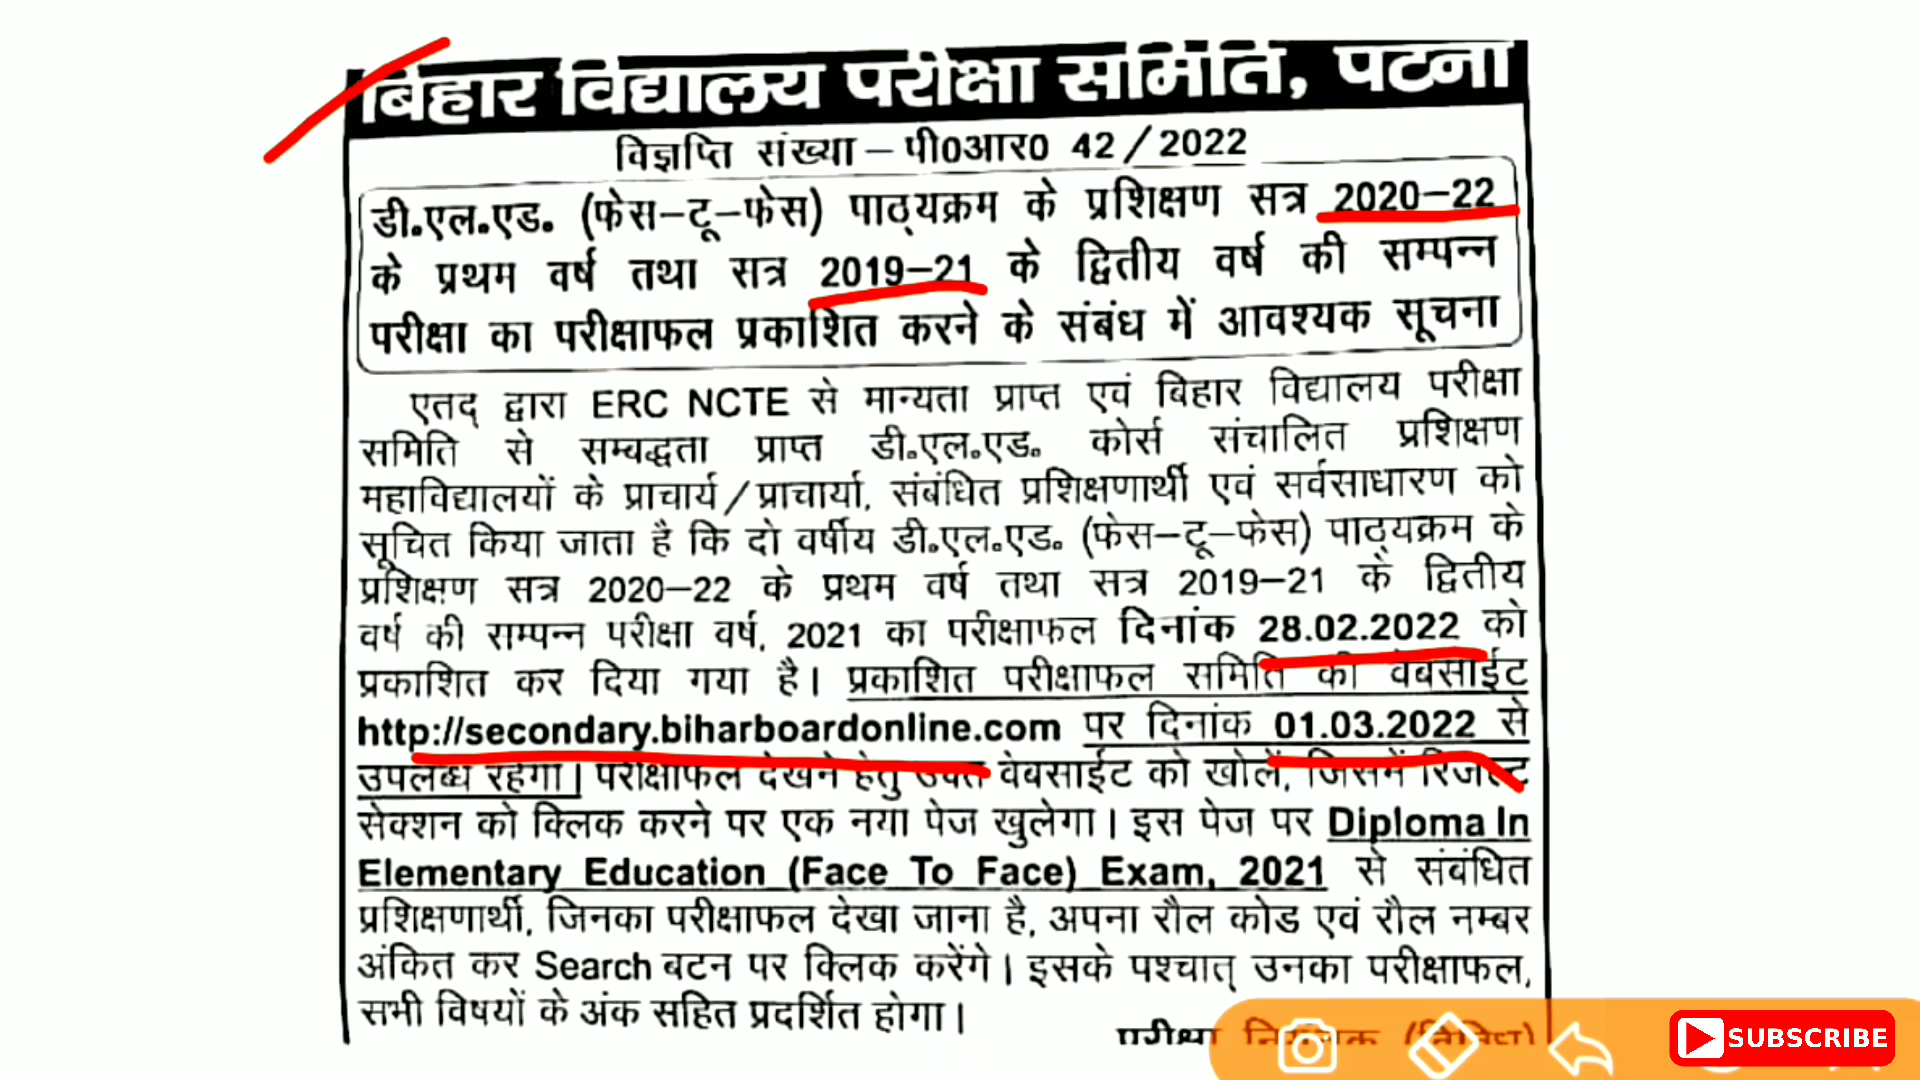 बिहार विद्यालय परीक्षा समिति, पटना
विज्ञप्ति संख्या – पी0आर0 42 / 2022
डी.एल.एड. (फेस–टू–फेस) पाठ्यक्रम के प्रशिक्षण सत्र 2020–22
के प्रथम वर्ष तथा सत्र 2019–21 के द्वितीय वर्ष की सम्पन्न
परीक्षा का परीक्षाफल प्रकाशित करने के संबंध में आवश्यक सूचना
एतद् द्वारा ERC NCTE से मान्यता प्राप्त एवं बिहार विद्यालय परीक्षा
समिति से सम्बद्धता प्राप्त डी.एल.एड. कोर्स संचालित प्रशिक्षण
महाविद्यालयों के प्राचार्य/प्राचार्या, संबंधित प्रशिक्षणार्थी एवं सर्वसाधारण को
सूचित किया जाता है कि दो वर्षीय डी.एल.एड. (फेस–टू–फेस) पाठ्यक्रम के
प्रशिक्षण सत्र 2020–22 के प्रथम वर्ष तथा सत्र 2019–21 के द्वितीय
वर्ष की सम्पन्न परीक्षा वर्ष, 2021 का परीक्षाफल दिनांक 28.02.2022 को
प्रकाशित कर दिया गया है। प्रकाशित परीक्षाफल समिति की वेबसाईट
http://secondary.biharboardonline.com पर दिनांक 01.03.2022 से
उपलब्ध रहेगा। परीक्षाफल देखने हेतु उक्त वेबसाईट को खोलें, जिसमें रिजल्ट
सेक्शन को क्लिक करने पर एक नया पेज खुलेगा। इस पेज पर Diploma In
Elementary Education (Face To Face) Exam, 2021 से संबंधित
प्रशिक्षणार्थी, जिनका परीक्षाफल देखा जाना है, अपना रौल कोड एवं रौल नम्बर
अंकित कर Search बटन पर क्लिक करेंगे। इसके पश्चात् उनका परीक्षाफल,
सभी विषयों के अंक सहित प्रदर्शित होगा।
परीक्षा नियंत्रक (विविध)
SUBSCRIBE